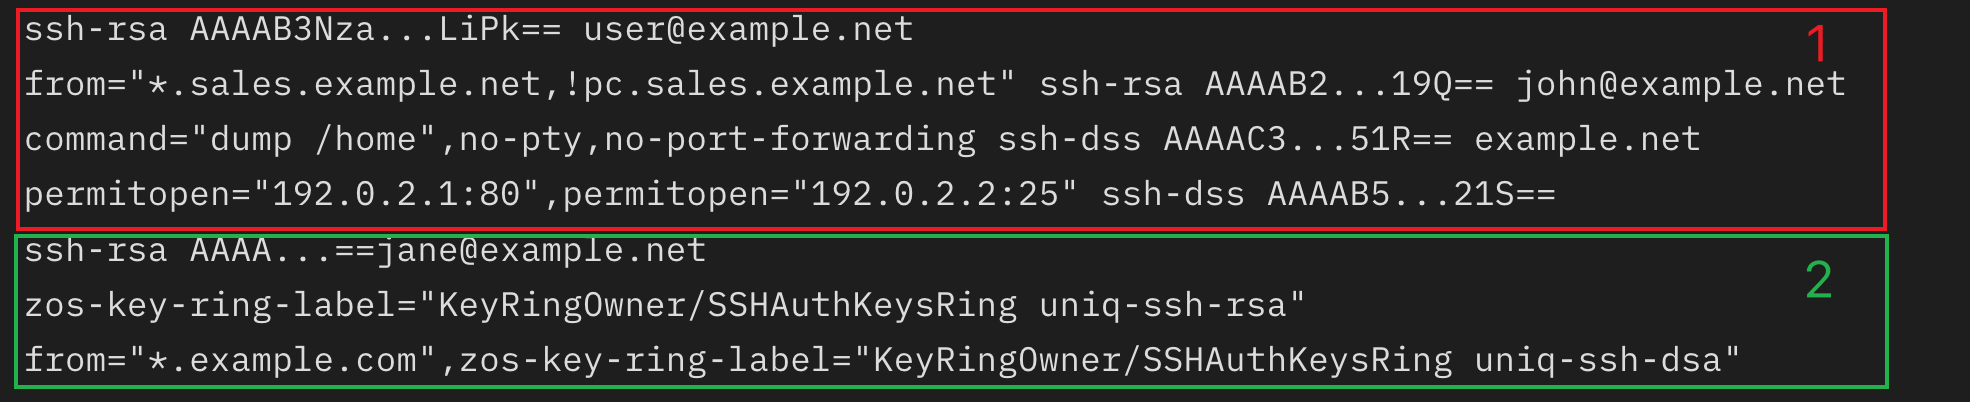 ssh-rsa AAAAB3Nza...LiPk== user@example.net
1
from="*.sales.example.net,!pc.sales.example.net" ssh-rsa AAAAB2...19Q== john@example.net
command="dump /home",no-pty,no-port-forwarding ssh-dss AAAAC3...51R== example.net
permitopen="192.0.2.1:80",permitopen="192.0.2.2:25" ssh-dss AAAAB5...21S==
ssh-rsa AAAA...==jane@example.net
2
zos-key-ring-label="KeyRingOwner/SSHAuthKeysRing uniq-ssh-rsa"
from="*.example.com",zos-key-ring-label="KeyRingOwner/SSHAuthKeysRing uniq-ssh-dsa"